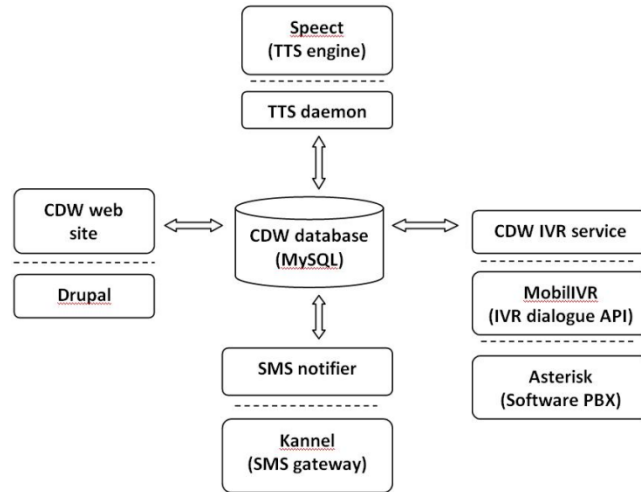 Speect
(TTS engine)
TTS daemon
CDW web
site
Drupal
CDW database
(MySQL)
CDW IVR service
MobilIVR
(IVR dialogue API)
Asterisk
(Software PBX)
SMS notifier
Kannel
(SMS gateway)